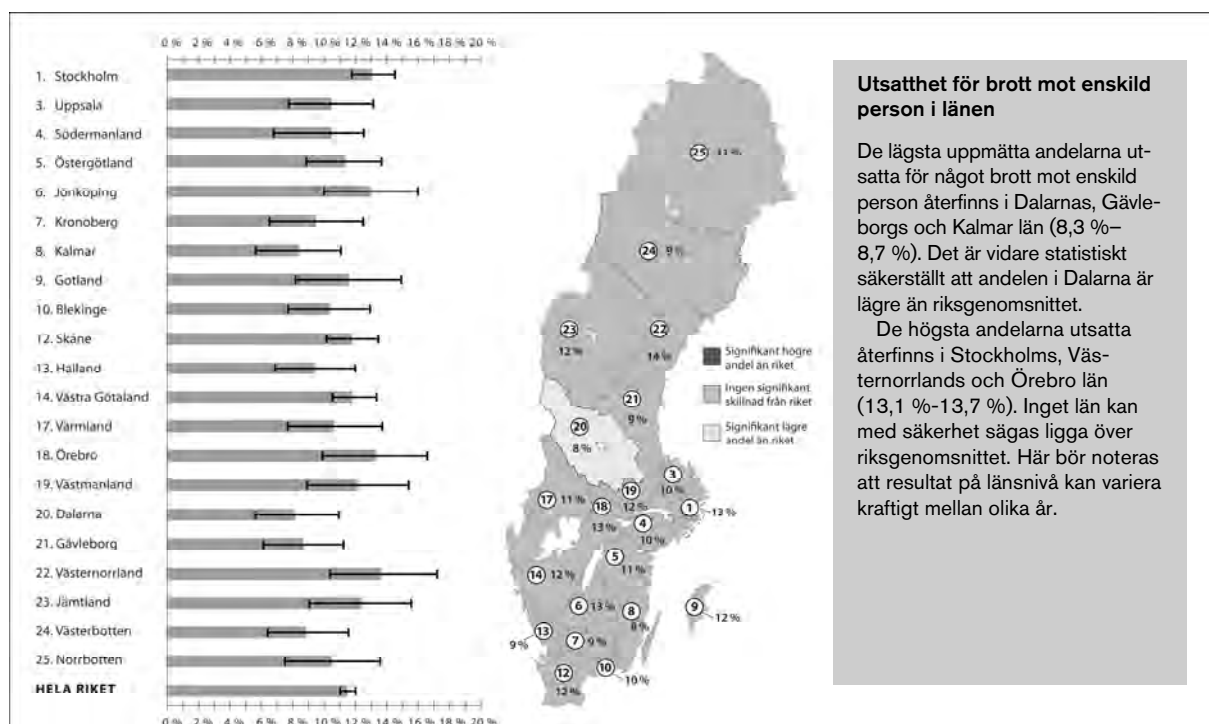 0 % 2 % 4 % 6 % 8 % 10 % 12 % 14 % 16 % 18 % 20 %
1. Stockholm
3. Uppsala
4. Södermanland
5. Östergötland
6. Jönköping
7. Kronoberg
8. Kalmar
9. Gotland
10. Blekinge
12. Skåne
13. Halland
14. Västra Götaland
17. Värmland
18. Örebro
19. Västmanland
20. Dalarna
21. Gävleborg
22. Västernorrland
23. Jämtland
24. Västerbotten
25. Norrbotten
HELA RIKET
0 % 2 % 4 % 6 % 8 % 10 % 12 % 14 % 16 % 18 % 20 %
25 11 %
24 9 %
23
12 %
22
14 %
21
9 %
20
8 %
3
10 %
19
12 %
1
13 %
17 11 %
18
13 %
4
10 %
5
11 %
14 12 %
6 13 %
8
8 %
9
12 %
13
9 %
7 9 %
12
12 %
10
10 %
Signifikant högre
andel än riket
Ingen signifikant
skillnad från riket
Signifikant lägre
andel än riket
Utsatthet för brott mot enskild
person i länen
De lägsta uppmätta andelarna ut-
satta för något brott mot enskild
person återfinns i Dalarnas, Gävle-
borgs och Kalmar län (8,3 %–
8,7 %). Det är vidare statistiskt
säkerställt att andelen i Dalarna är
lägre än riksgenomsnittet.
De högsta andelarna utsatta
återfinns i Stockholms, Väs-
ternorrlands och Örebro län
(13,1 %-13,7 %). Inget län kan
med säkerhet sägas ligga över
riksgenomsnittet. Här bör noteras
att resultat på länsnivå kan variera
kraftigt mellan olika år.